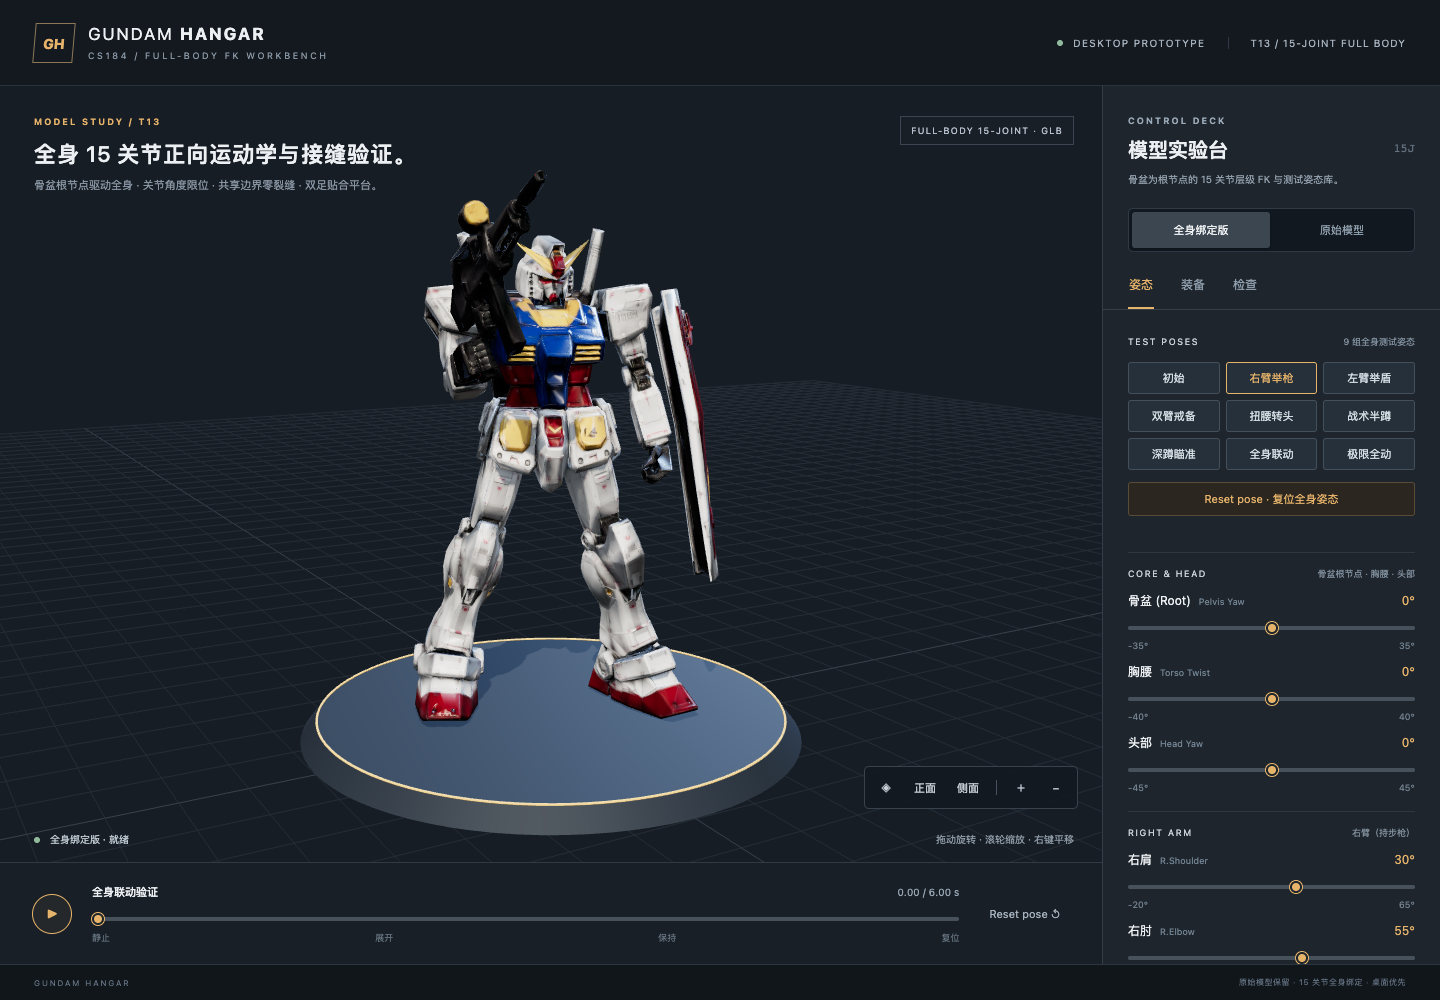 GH
GUNDAM HANGAR
CS184 / FULL-BODY FK WORKBENCH
DESKTOP PROTOTYPE
T13 / 15-JOINT FULL BODY
MODEL STUDY / T13
全身 15 关节正向运动学与接缝验证。
骨盆根节点驱动全身 · 关节角度限位 · 共享边界零裂缝 · 双足贴合平台。
FULL-BODY 15-JOINT · GLB
正面 侧面 + −
全身绑定版 · 就绪
拖动旋转 · 滚轮缩放 · 右键平移
全身联动验证
0.00 / 6.00 s
静止 展开 保持 复位
Reset pose ↺
CONTROL DECK
模型实验台
15J
骨盆为根节点的 15 关节层级 FK 与测试姿态库。
全身绑定版 原始模型
姿态 装备 检查
TEST POSES
9 组全身测试姿态
初始 右臂举枪 左臂举盾
双臂戒备 扭腰转头 战术半蹲
深蹲瞄准 全身联动 极限全动
Reset pose · 复位全身姿态
CORE & HEAD
骨盆根节点 · 胸腰 · 头部
骨盆 (Root) Pelvis Yaw 0°
-35° 35°
胸腰 Torso Twist 0°
-40° 40°
头部 Head Yaw 0°
-45° 45°
RIGHT ARM
右臂（持步枪）
右肩 R.Shoulder 30°
-20° 65°
右肘 R.Elbow 55°
GUNDAM HANGAR
原始模型保留 · 15 关节全身绑定 · 桌面优先